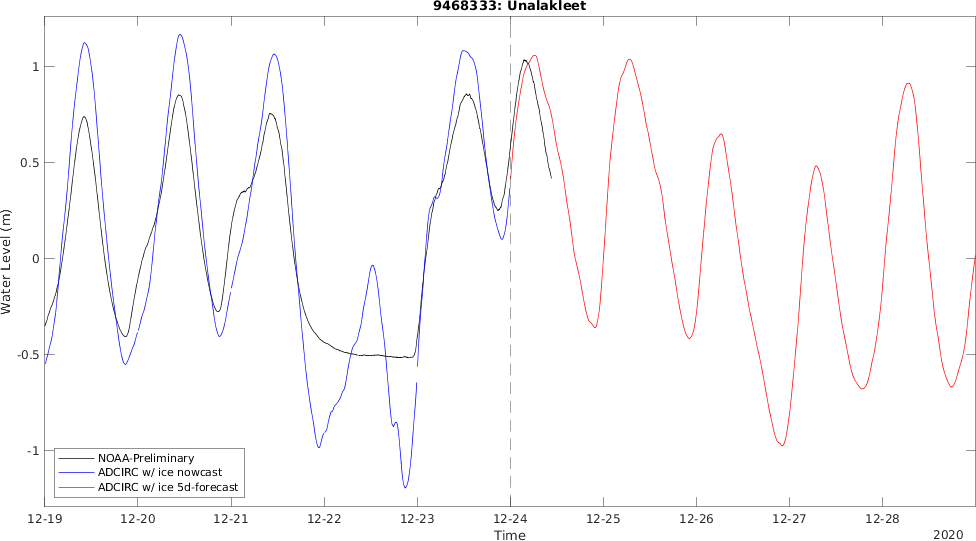 9468333: Unalakleet
Water Level (m)
1
0.5
0
-0.5
-1
NOAA-Preliminary
ADCIRC w/ ice nowcast
ADCIRC w/ ice 5d-forecast
12-19 12-20 12-21 12-22 12-23 12-24 12-25 12-26 12-27 12-28
Time
2020